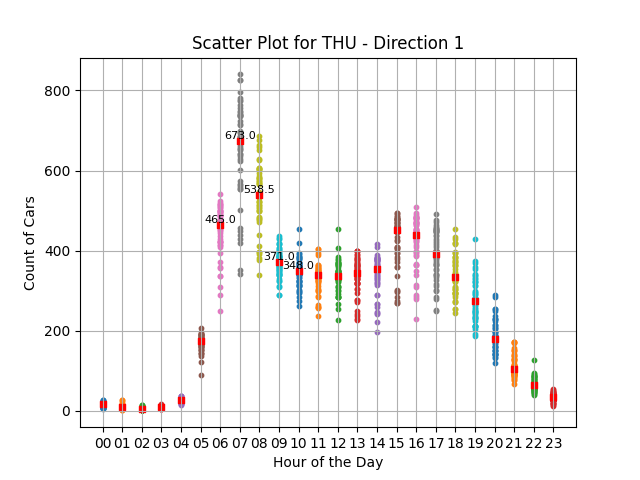 Scatter Plot for THU - Direction 1
Count of Cars
800
600
400
200
0
673.0
538.5
465.0
371.0
348.0
00 01 02 03 04 05 06 07 08 09 10 11 12 13 14 15 16 17 18 19 20 21 22 23
Hour of the Day